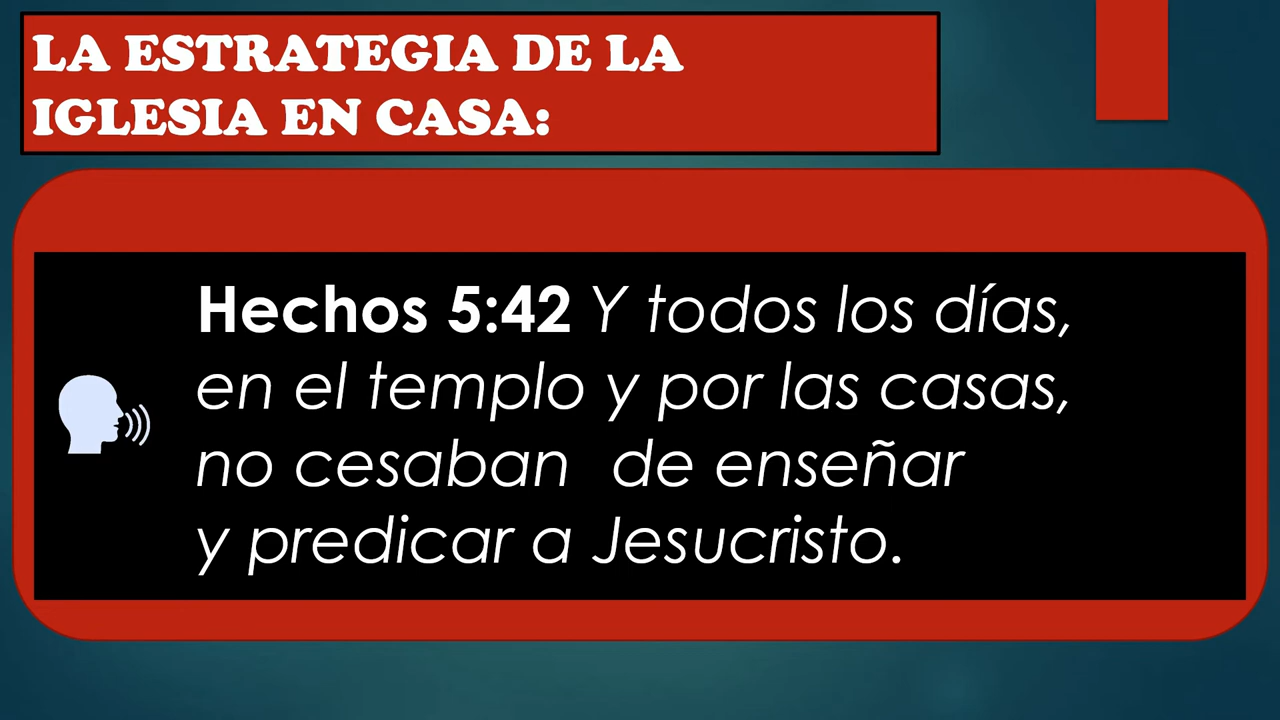 LA ESTRATEGIA DE LA
IGLESIA EN CASA:
Hechos 5:42 Y todos los días,
en el templo y por las casas,
no cesaban de enseñar
y predicar a Jesucristo.